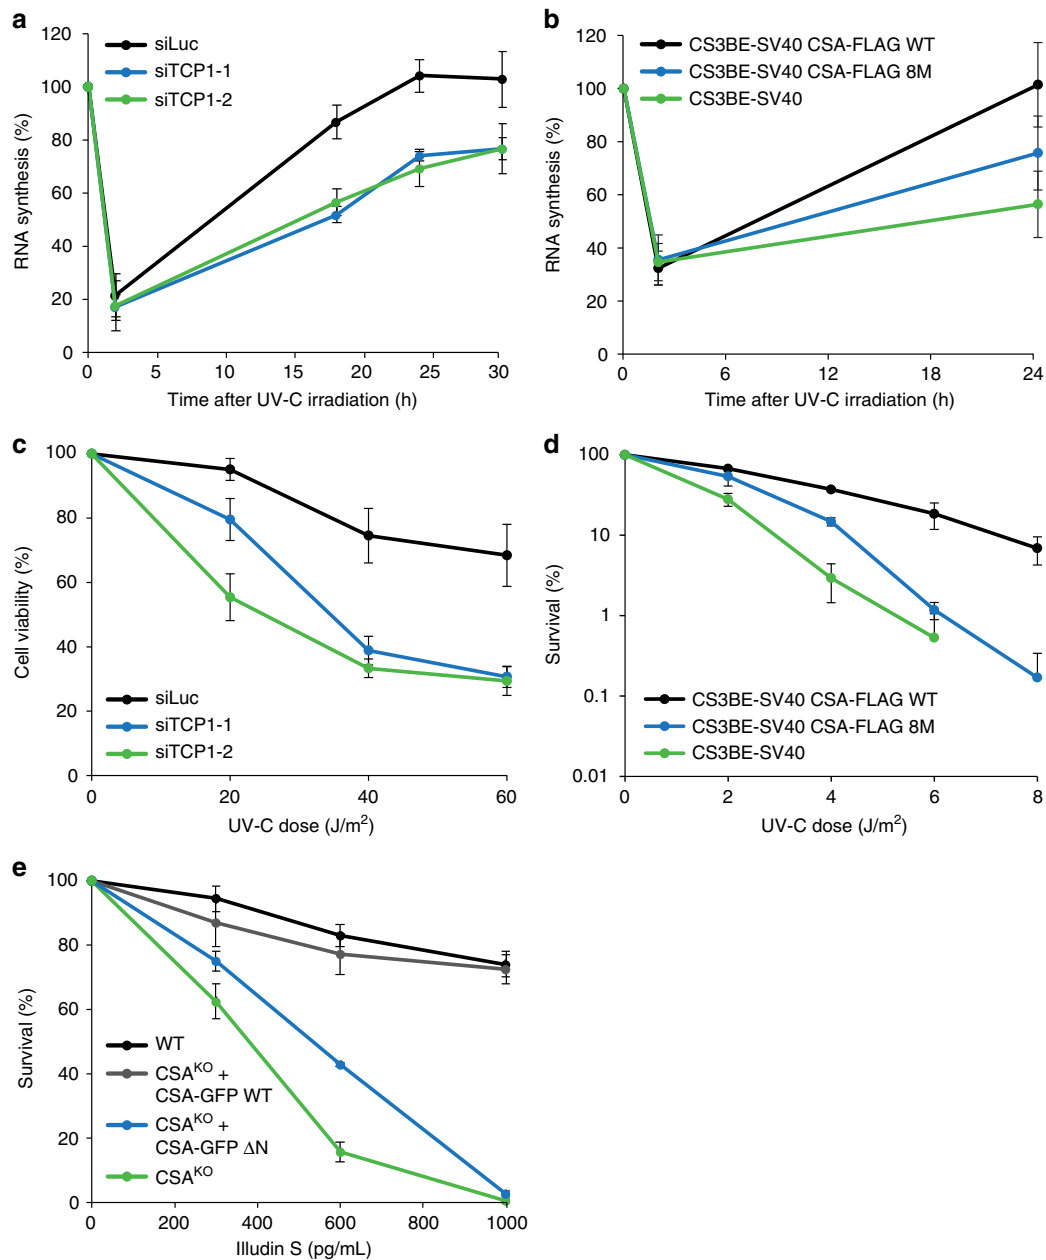 a
120
100
80
60
40
20
0
RNA synthesis (%)
siLuc
siTCP1-1
siTCP1-2
0 5 10 15 20 25 30
Time after UV-C irradiation (h)
b
120
100
80
60
40
20
0
RNA synthesis (%)
CS3BE-SV40 CSA-FLAG WT
CS3BE-SV40 CSA-FLAG 8M
CS3BE-SV40
0 6 12 18 24
Time after UV-C irradiation (h)
c
100
80
60
40
20
0
Cell viability (%)
siLuc
siTCP1-1
siTCP1-2
0 20 40 60
UV-C dose (J/m²)
d
100
10
1
0.1
0.01
Survival (%)
CS3BE-SV40 CSA-FLAG WT
CS3BE-SV40 CSA-FLAG 8M
CS3BE-SV40
0 2 4 6 8
UV-C dose (J/m²)
e
100
80
60
40
20
0
Survival (%)
WT
CSAᴷᴼ +
CSA-GFP WT
CSAᴷᴼ +
CSA-GFP ΔN
CSAᴷᴼ
0 200 400 600 800 1000
Illudin S (pg/mL)